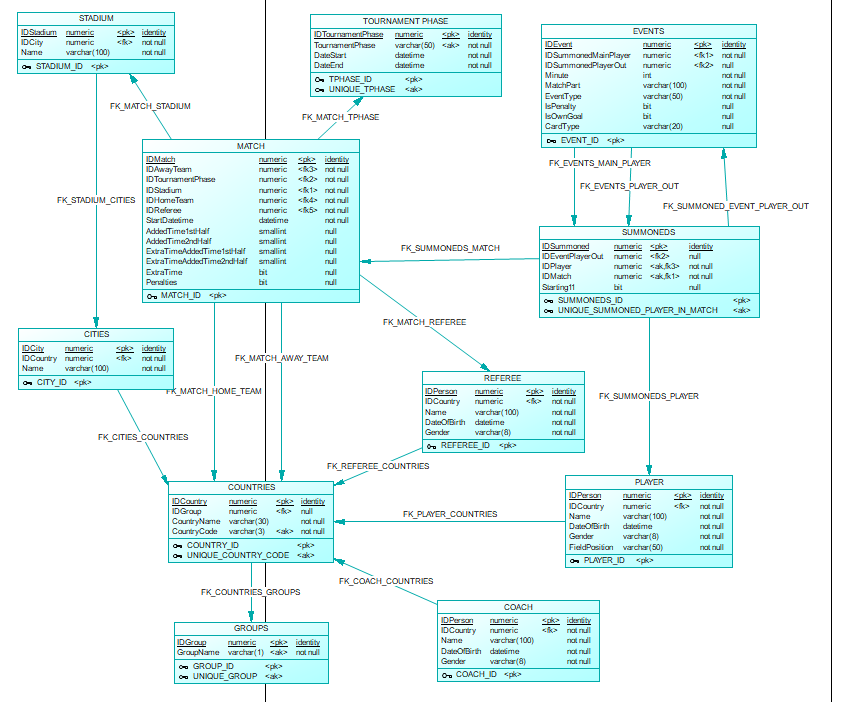 STADIUM
IDStadium numeric <pk> identity
IDCity numeric <fk> not null
Name varchar(100) not null
STADIUM_ID <pk>
TOURNAMENT PHASE
IDTournamentPhase numeric <pk> identity
TournamentPhase varchar(50) <ak> not null
DateStart datetime not null
DateEnd datetime not null
TPHASE_ID <pk>
UNIQUE_TPHASE <ak>
EVENTS
IDEvent numeric <pk> identity
IDSummonedMainPlayer numeric <fk1> not null
IDSummonedPlayerOut numeric <fk2> null
Minute int not null
MatchPart varchar(100) not null
EventType varchar(50) not null
IsPenalty bit null
IsOwnGoal bit null
CardType varchar(20) null
EVENT_ID <pk>
FK_MATCH_STADIUM
FK_MATCH_TPHASE
FK_EVENTS_MAIN_PLAYER
FK_EVENTS_PLAYER_OUT
FK_SUMMONED_EVENT_PLAYER_OUT
FK_STADIUM_CITIES
MATCH
IDMatch numeric <pk> identity
IDAwayTeam numeric <fk3> not null
IDTournamentPhase numeric <fk2> not null
IDStadium numeric <fk1> not null
IDHomeTeam numeric <fk4> not null
IDReferee numeric <fk5> not null
StartDatetime datetime not null
AddedTime1stHalf smallint null
AddedTime2ndHalf smallint null
ExtraTimeAddedTime1stHalf smallint null
ExtraTimeAddedTime2ndHalf smallint null
ExtraTime bit null
Penalties bit null
MATCH_ID <pk>
FK_SUMMONEDS_MATCH
SUMMONEDS
IDSummoned numeric <pk> identity
IDEventPlayerOut numeric <fk2> null
IDPlayer numeric <ak,fk3> not null
IDMatch numeric <ak,fk1> not null
Starting11 bit null
SUMMONEDS_ID <pk>
UNIQUE_SUMMONED_PLAYER_IN_MATCH <ak>
FK_MATCH_REFEREE
CITIES
IDCity numeric <pk> identity
IDCountry numeric <fk> not null
Name varchar(100) not null
CITY_ID <pk>
FK_MATCH_AWAY_TEAM
FK_MATCH_HOME_TEAM
REFEREE
IDPerson numeric <pk> identity
IDCountry numeric <fk> not null
Name varchar(100) not null
DateOfBirth datetime not null
Gender varchar(8) not null
REFEREE_ID <pk>
FK_SUMMONEDS_PLAYER
FK_CITIES_COUNTRIES
FK_REFEREE_COUNTRIES
COUNTRIES
IDCountry numeric <pk> identity
IDGroup numeric <fk> null
CountryName varchar(30) not null
CountryCode varchar(3) <ak> not null
COUNTRY_ID <pk>
UNIQUE_COUNTRY_CODE <ak>
FK_PLAYER_COUNTRIES
PLAYER
IDPerson numeric <pk> identity
IDCountry numeric <fk> not null
Name varchar(100) not null
DateOfBirth datetime not null
Gender varchar(8) not null
FieldPosition varchar(50) not null
PLAYER_ID <pk>
FK_COACH_COUNTRIES
FK_COUNTRIES_GROUPS
COACH
IDPerson numeric <pk> identity
IDCountry numeric <fk> not null
Name varchar(100) not null
DateOfBirth datetime not null
Gender varchar(8) not null
COACH_ID <pk>
GROUPS
IDGroup numeric <pk> identity
GroupName varchar(1) <ak> not null
GROUP_ID <pk>
UNIQUE_GROUP <ak>